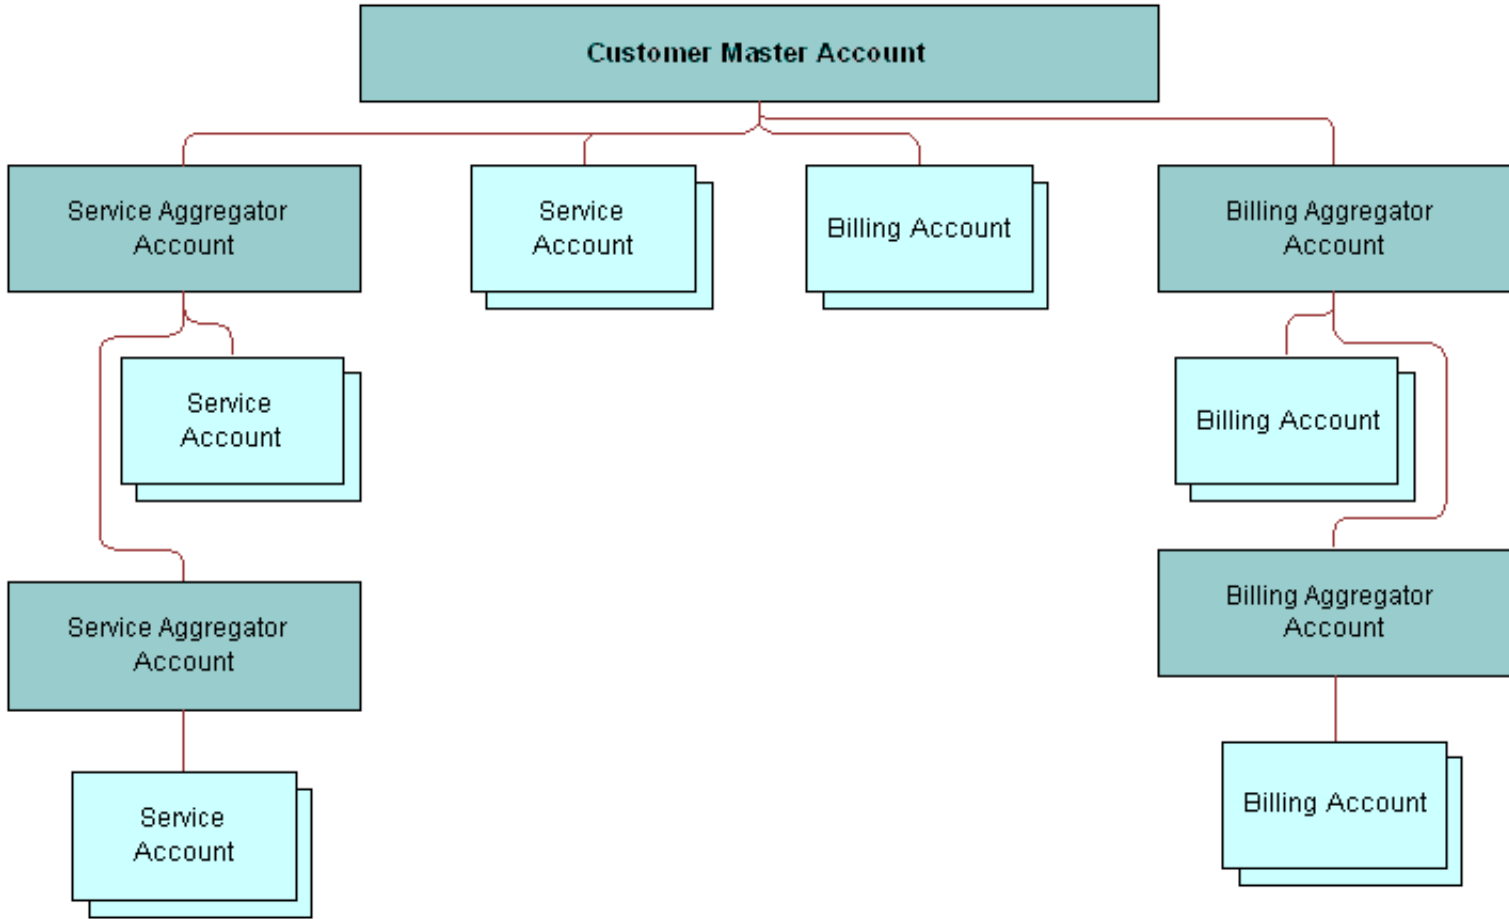 Customer Master Account
Service Aggregator
Account
Service
Account
Billing Account
Billing Aggregator
Account
Service
Account
Billing Account
Service Aggregator
Account
Billing Aggregator
Account
Service
Account
Billing Account